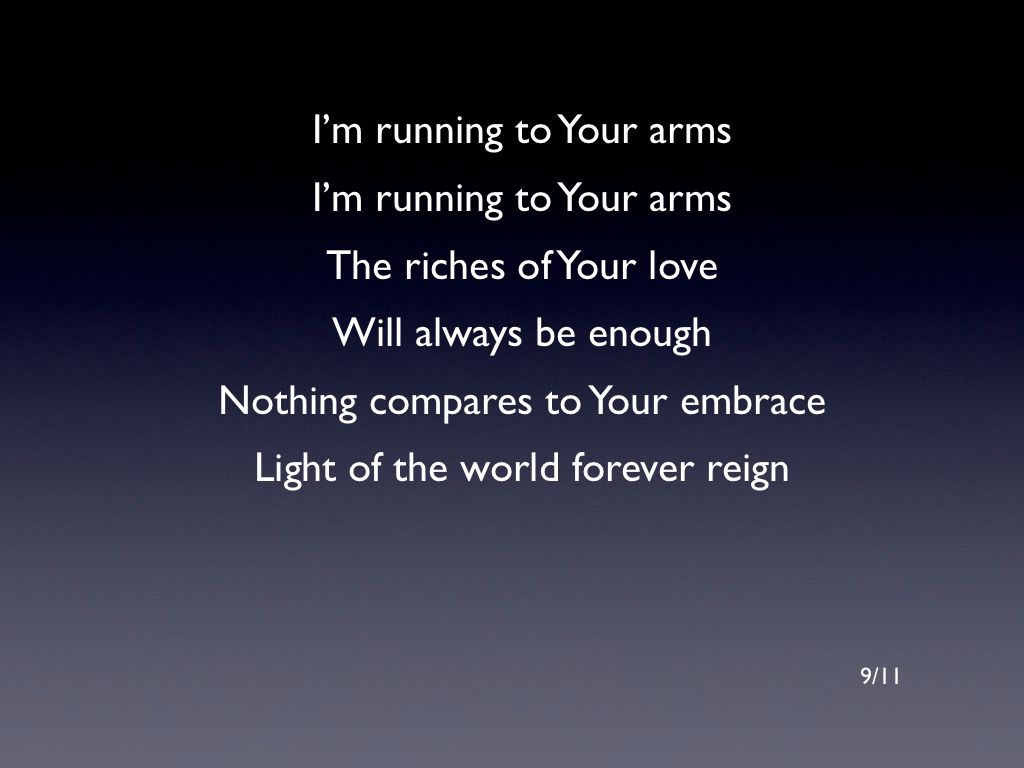 I’m running to Your arms
I’m running to Your arms
The riches of Your love
Will always be enough
Nothing compares to Your embrace
Light of the world forever reign
9/11